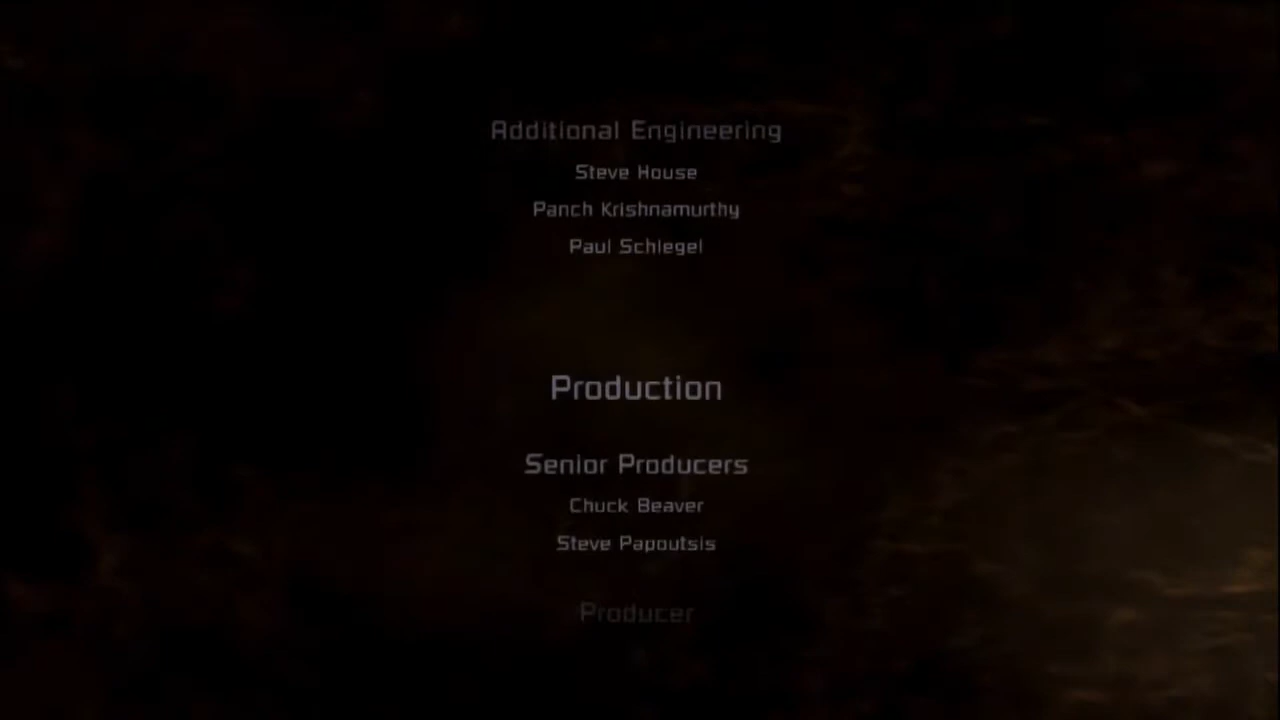 Additional Engineering
Steve House
Panch Krishnamurthy
Paul Schlegel
Production
Senior Producers
Chuck Beaver
Steve Papoutsis
Producer